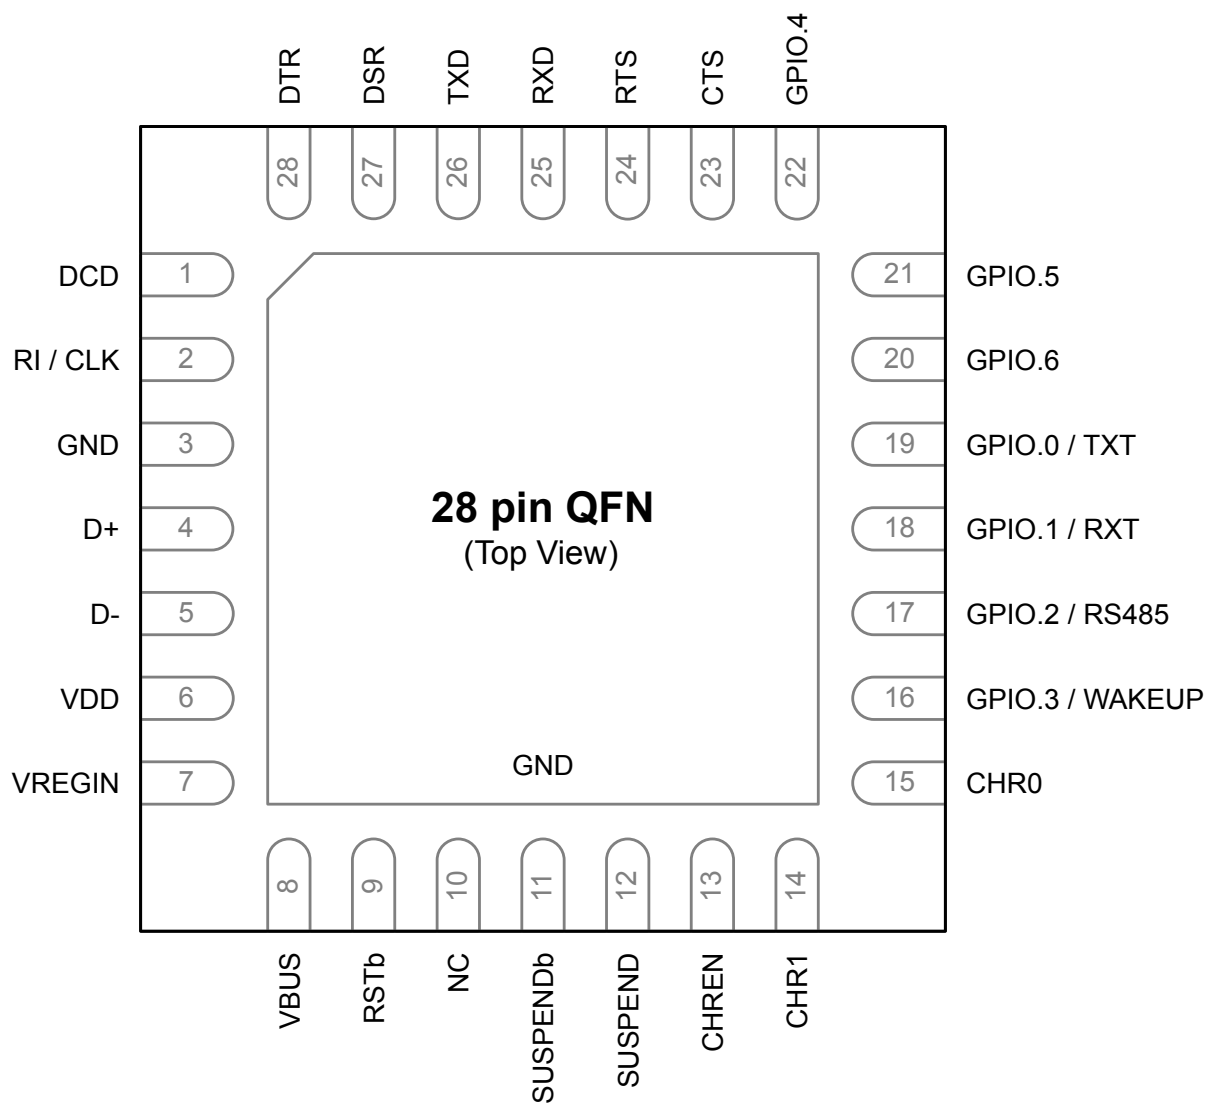 DTR
DSR
TXD
RXD
RTS
CTS
GPIO.4
28
27
26
25
24
23
22
DCD 1
21 GPIO.5
RI / CLK 2
20 GPIO.6
GND 3
19 GPIO.0 / TXT
D+ 4
18 GPIO.1 / RXT
D- 5
17 GPIO.2 / RS485
VDD 6
16 GPIO.3 / WAKEUP
VREGIN 7
15 CHR0
28 pin QFN
(Top View)
GND
8
9
10
11
12
13
14
VBUS
RSTb
NC
SUSPENDb
SUSPEND
CHREN
CHR1